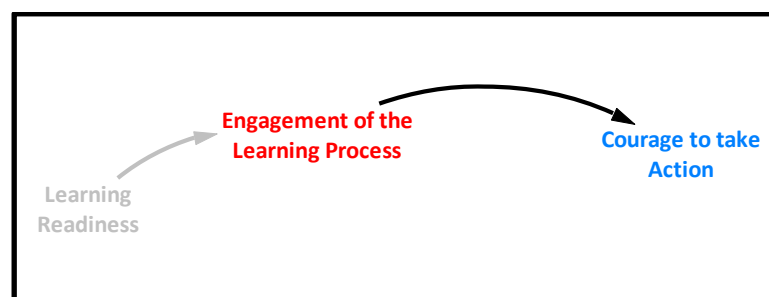 Engagement of the
Learning Process
Courage to take
Action
Learning
Readiness